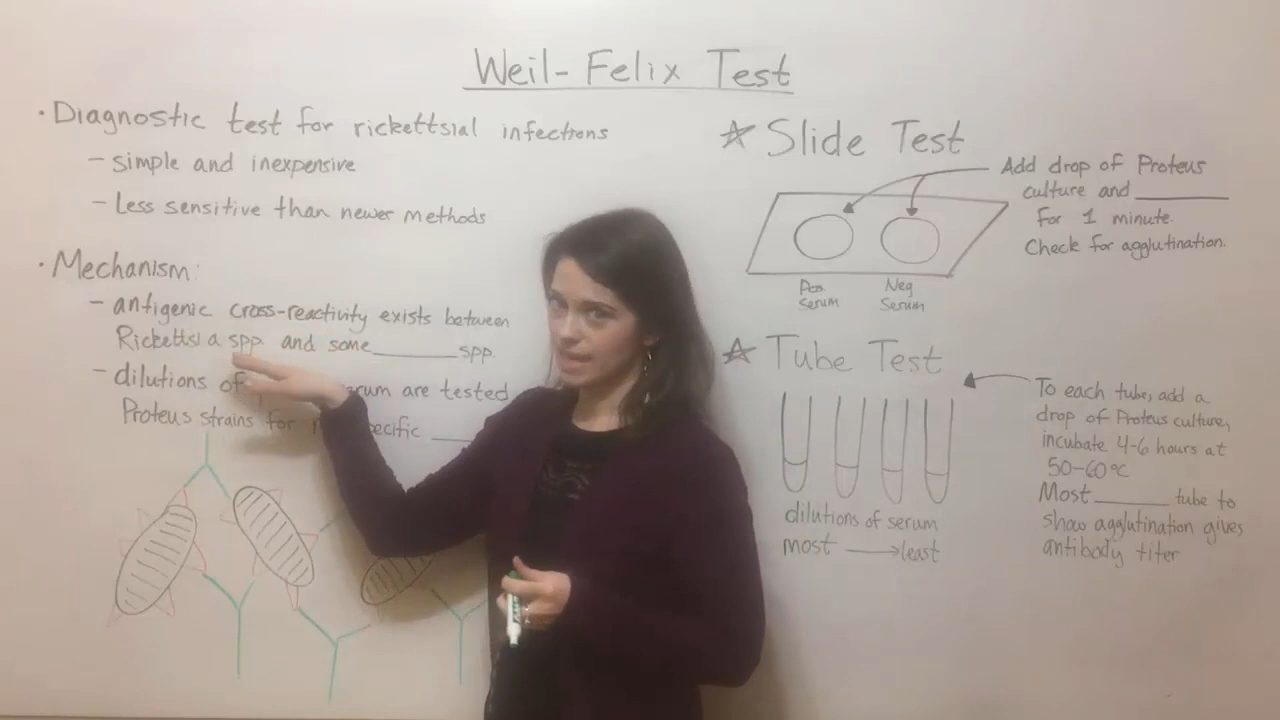 Weil-Felix Test
• Diagnostic test for rickettsial infections
– simple and inexpensive
– Less sensitive than newer methods
• Mechanism:
– antigenic cross-reactivity exists between
Rickettsia spp. and some ______ spp.
– dilutions of serum are tested
Proteus strains for ______
☆ Slide Test
Add drop of Proteus
culture and ______
for 1 minute.
Check for agglutination.
Pos. Neg
Serum Serum
☆ Tube Test
To each tube, add a
drop of Proteus culture,
incubate 4-6 hours at
50-60°C
Most ______ tube to
show agglutination gives
antibody titer
dilutions of serum
most → least